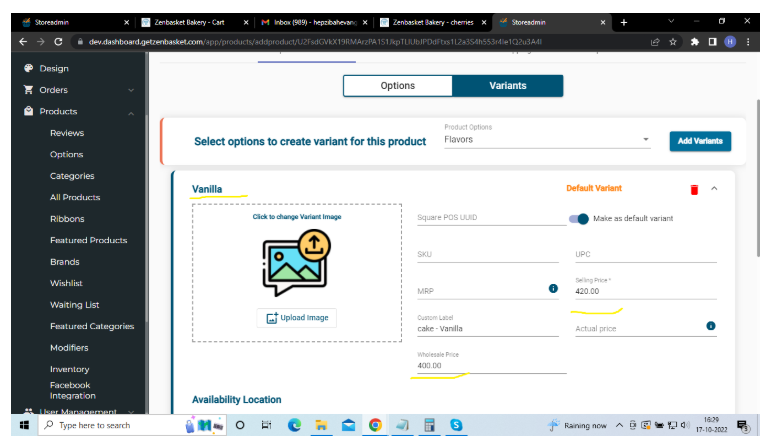 Storeadmin
Zenbasket Bakery - Cart
Inbox (989) - hepzibahevanc
Zenbasket Bakery - cherries
Storeadmin
dev.dashboard.getzenbasket.com/app/products/addproduct/
H
Design
Orders
Products
Reviews
Options
Categories
All Products
Ribbons
Featured Products
Brands
Wishlist
Waiting List
Featured Categories
Modifiers
Inventory
Facebook
Integration
User Management
Options
Variants
Select options to create variant for this product
Product Options
Flavors
Add Variants
Vanilla
Default Variant
Click to change Variant Image
Upload Image
Square POS UUID
Make as default variant
SKU
UPC
MRP
Selling Price *
420.00
Custom Label
cake - Vanilla
Actual price
Wholesale Price
400.00
Availability Location
Type here to search
Raining now
16:29
17-10-2022